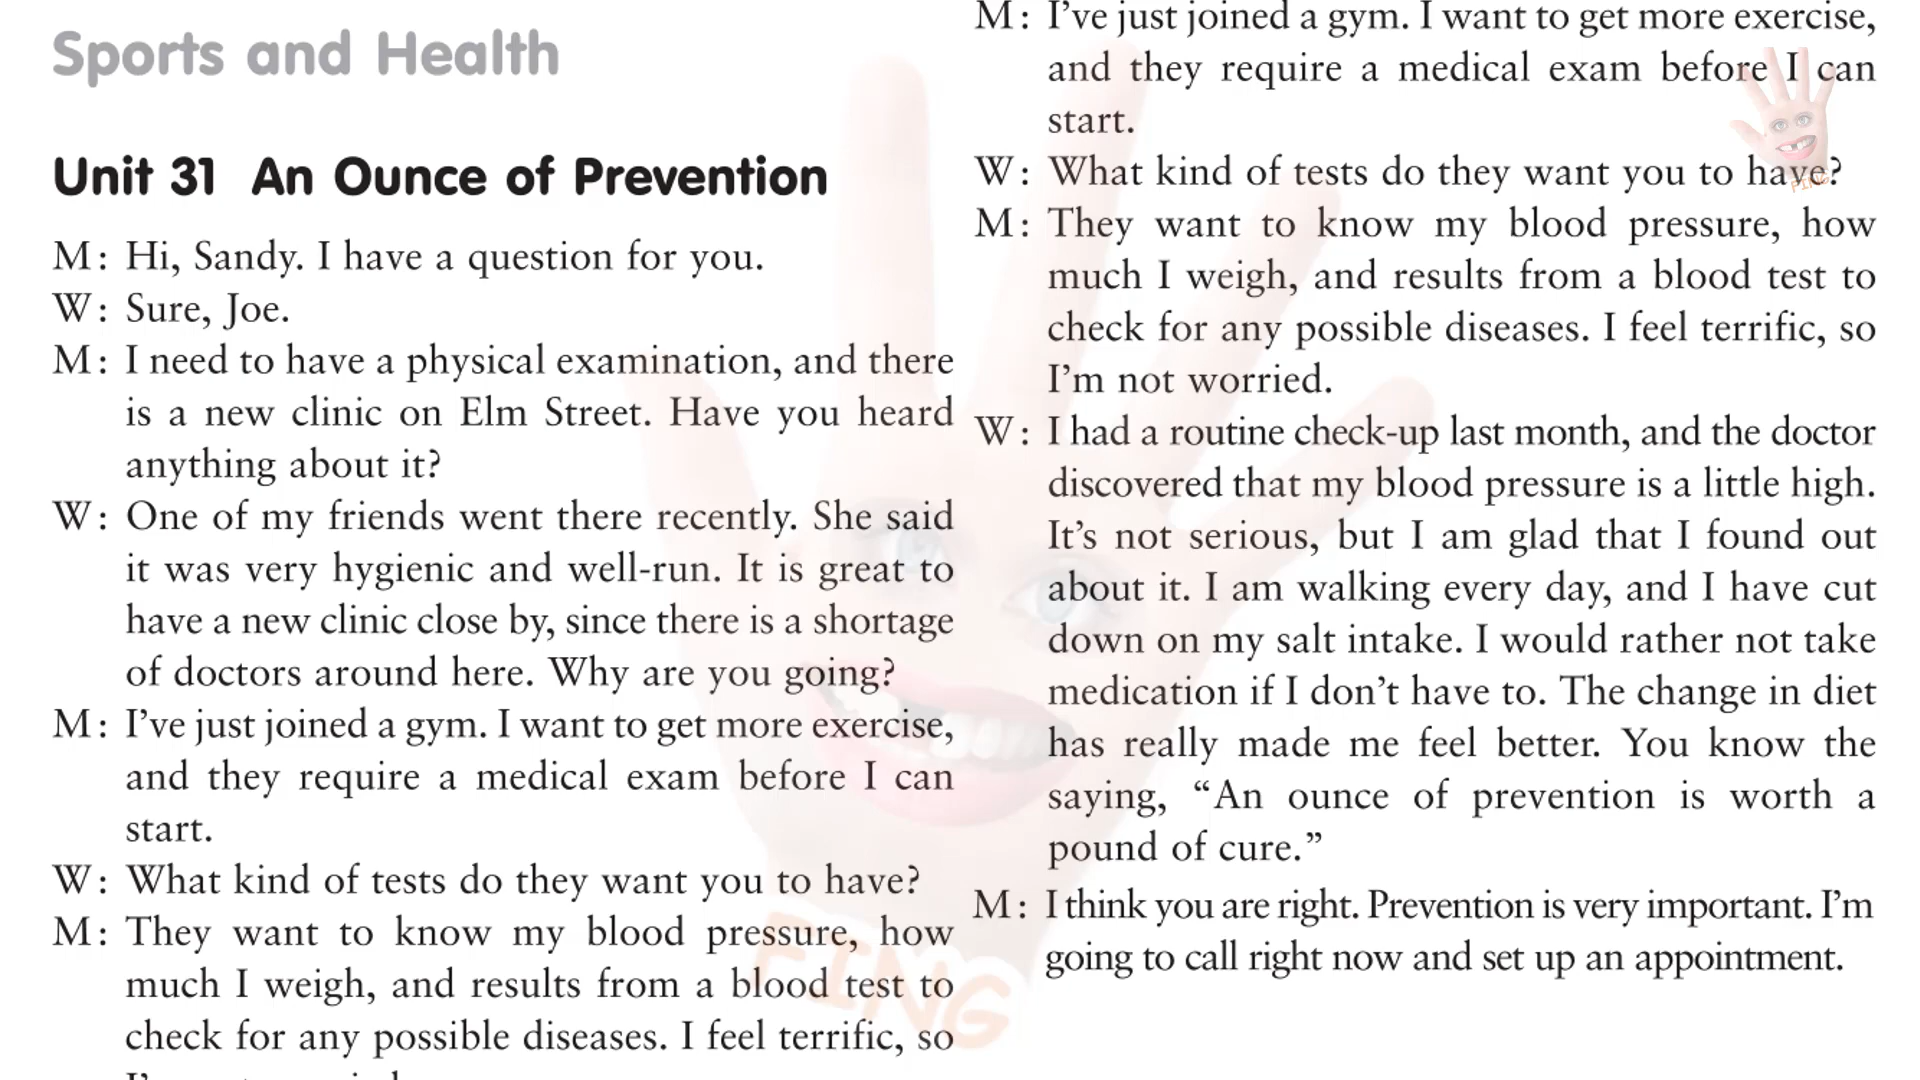 Sports and Health
Unit 31 An Ounce of Prevention
M: Hi, Sandy. I have a question for you.
W: Sure, Joe.
M: I need to have a physical examination, and there
is a new clinic on Elm Street. Have you heard
anything about it?
W: One of my friends went there recently. She said
it was very hygienic and well-run. It is great to
have a new clinic close by, since there is a shortage
of doctors around here. Why are you going?
M: I've just joined a gym. I want to get more exercise,
and they require a medical exam before I can
start.
W: What kind of tests do they want you to have?
M: They want to know my blood pressure, how
much I weigh, and results from a blood test to
check for any possible diseases. I feel terrific, so
M: I've just joined a gym. I want to get more exercise,
and they require a medical exam before I can
start.
W: What kind of tests do they want you to have?
M: They want to know my blood pressure, how
much I weigh, and results from a blood test to
check for any possible diseases. I feel terrific, so
I'm not worried.
W: I had a routine check-up last month, and the doctor
discovered that my blood pressure is a little high.
It's not serious, but I am glad that I found out
about it. I am walking every day, and I have cut
down on my salt intake. I would rather not take
medication if I don't have to. The change in diet
has really made me feel better. You know the
saying, “An ounce of prevention is worth a
pound of cure.”
M: I think you are right. Prevention is very important. I'm
going to call right now and set up an appointment.
PING
PING